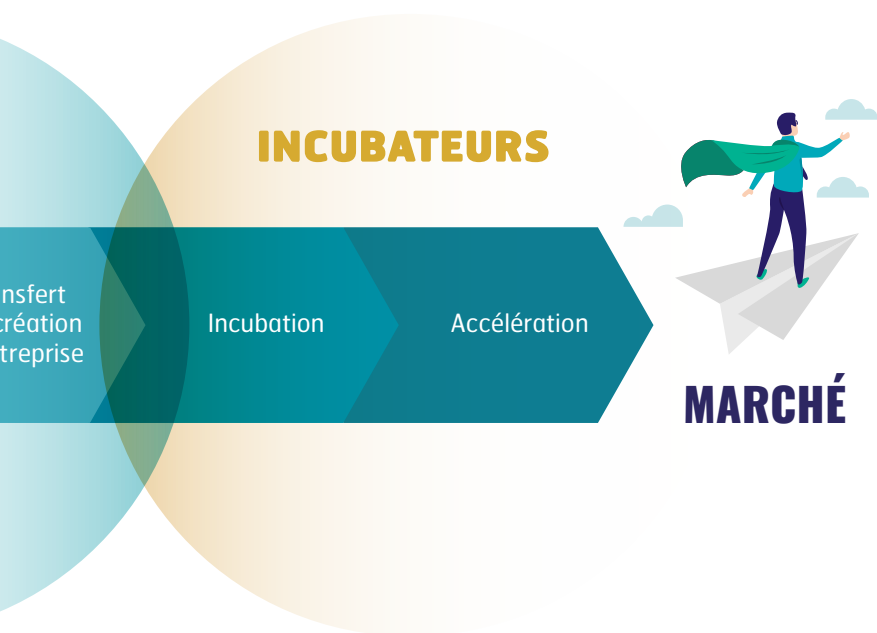 INCUBATEURS
nsfert
création
treprise
Incubation
Accélération
MARCHÉ